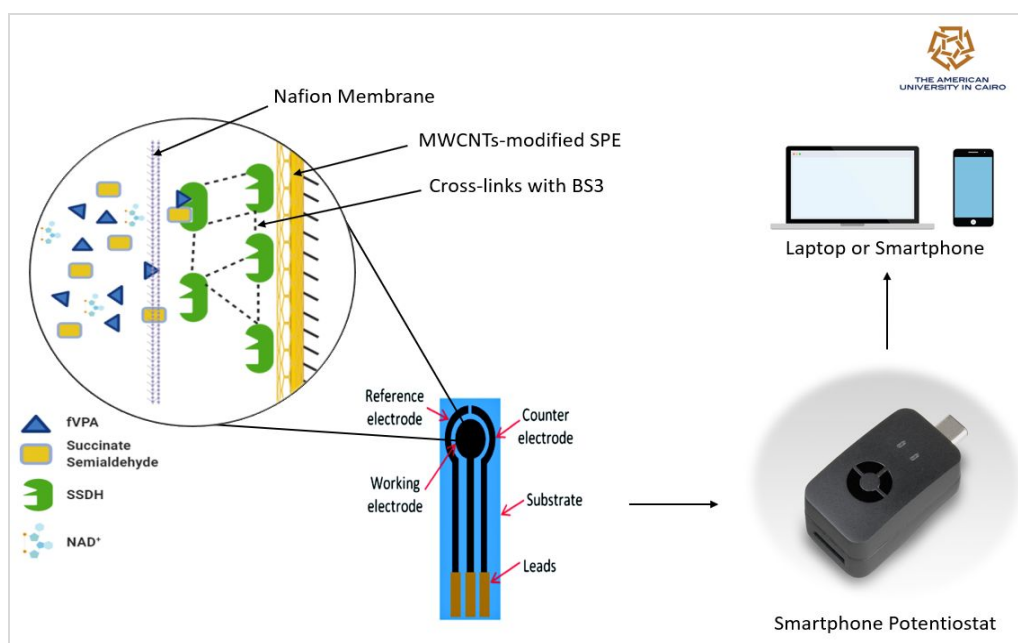 THE AMERICAN
UNIVERSITY IN CAIRO
Nafion Membrane
MWCNTs-modified SPE
Cross-links with BS3
Laptop or Smartphone
Reference
electrode
Counter
electrode
Working
electrode
Substrate
Leads
fVPA
Succinate
Semialdehyde
SSDH
NAD⁺
Smartphone Potentiostat